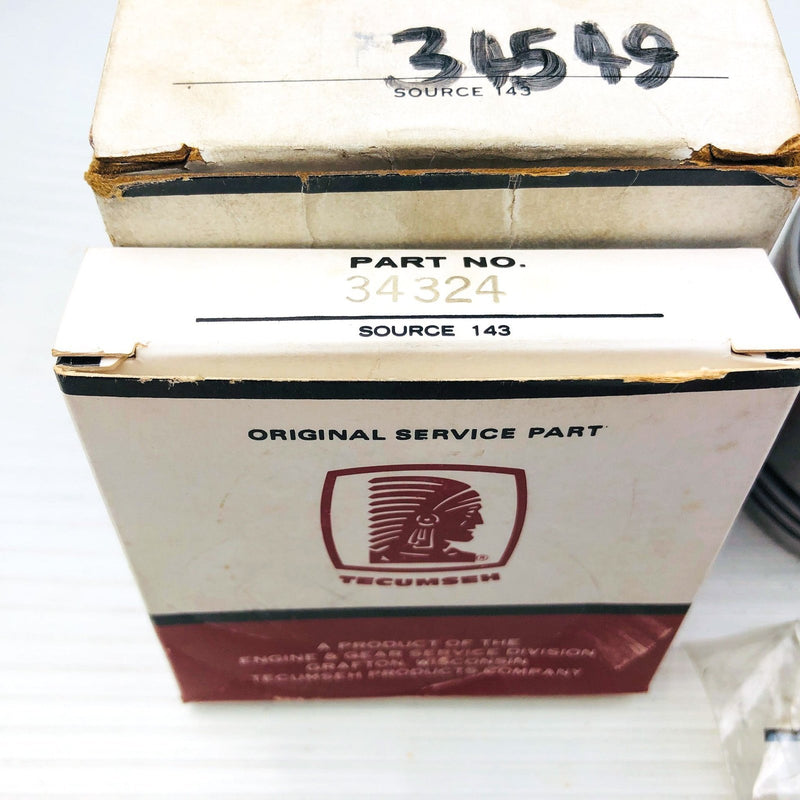 34549
SOURCE 143
PART NO.
34324
SOURCE 143
ORIGINAL SERVICE PART
®
TECUMSEH
A PRODUCT OF THE
ENGINE & GEAR SERVICE DIVISION
GRAFTON, WISCONSIN
TECUMSEH PRODUCTS COMPANY